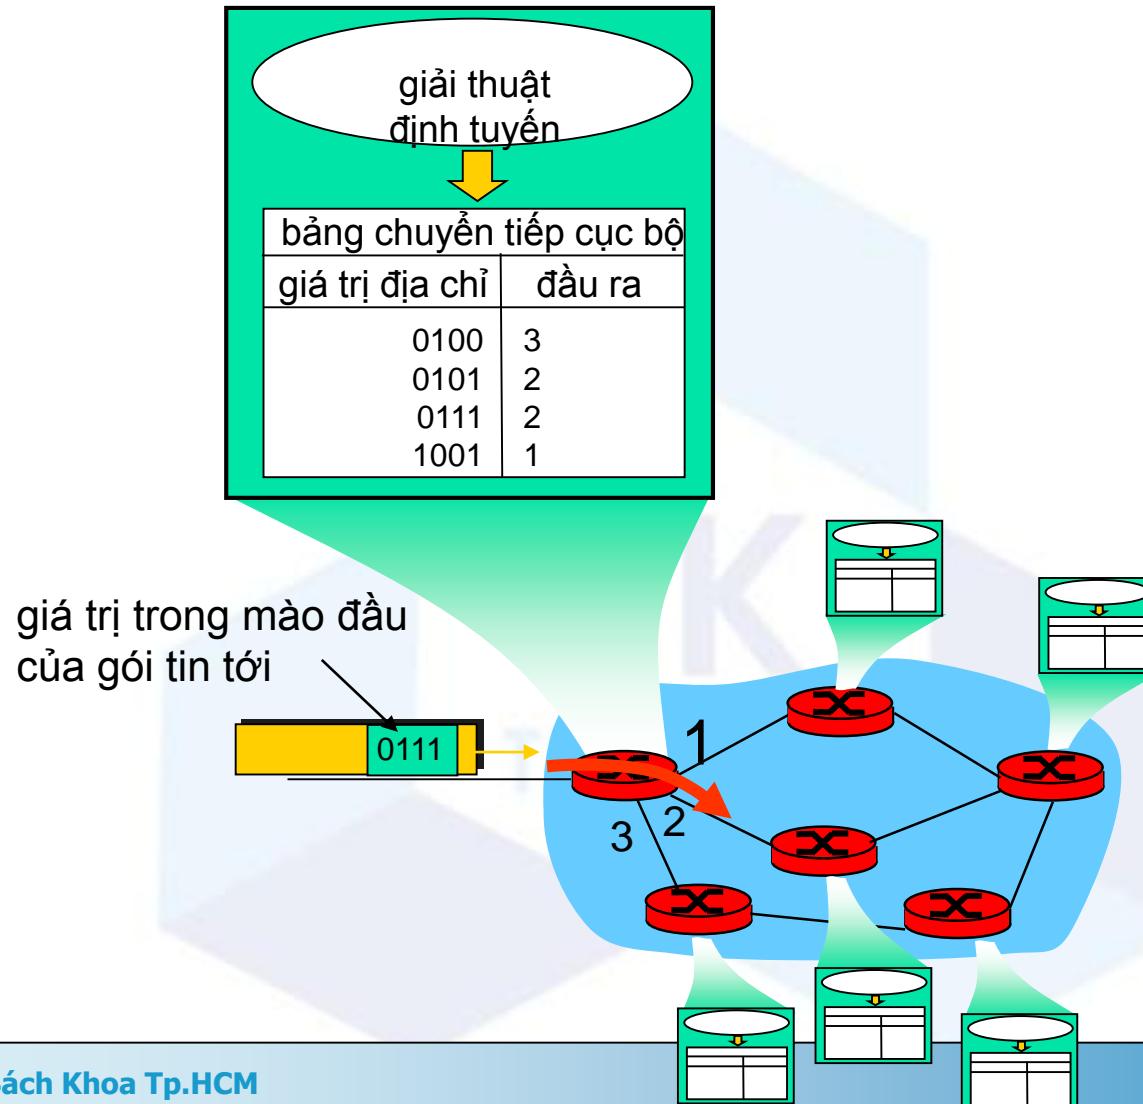 giải thuật
định tuyến
bảng chuyển tiếp cục bộ
giá trị địa chỉ đầu ra
0100 3
0101 2
0111 2
1001 1
giá trị trong mào đầu
của gói tin tới
0111
1
2
3
K
ách Khoa Tp.HCM